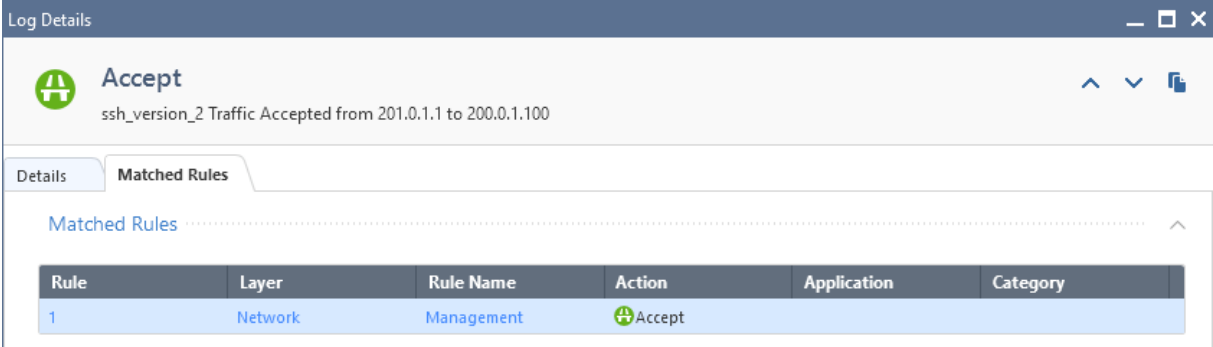 Log Details
Accept
ssh_version_2 Traffic Accepted from 201.0.1.1 to 200.0.1.100
Details Matched Rules
Matched Rules
Rule Layer Rule Name Action Application Category
1 Network Management Accept